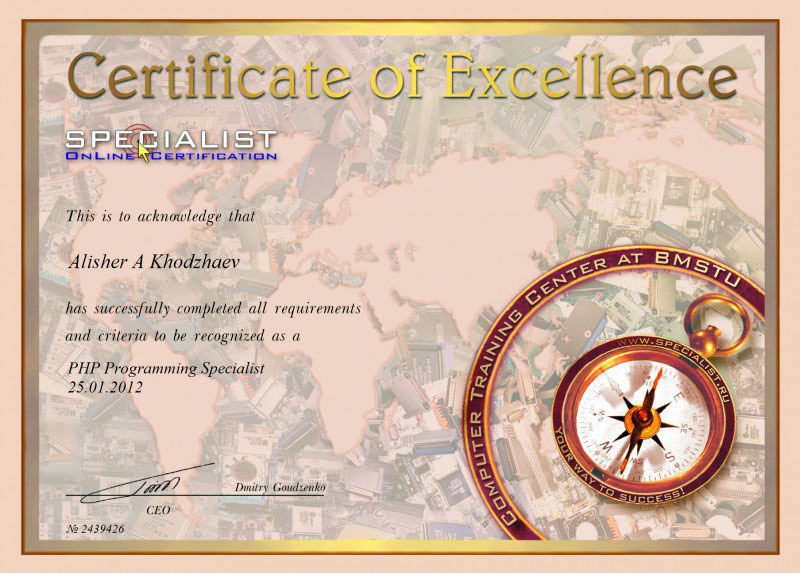 Certificate of Excellence
SPECIALIST
OnLine Certification
This is to acknowledge that
Alisher A Khodzhaev
has successfully completed all requirements
and criteria to be recognized as a
PHP Programming Specialist
25.01.2012
Dmitry Goudzenko
CEO
№ 2439426
Computer Training Center at BMSTU
www.specialist.ru
Your way to success!
N
E
SE
S
SW
W